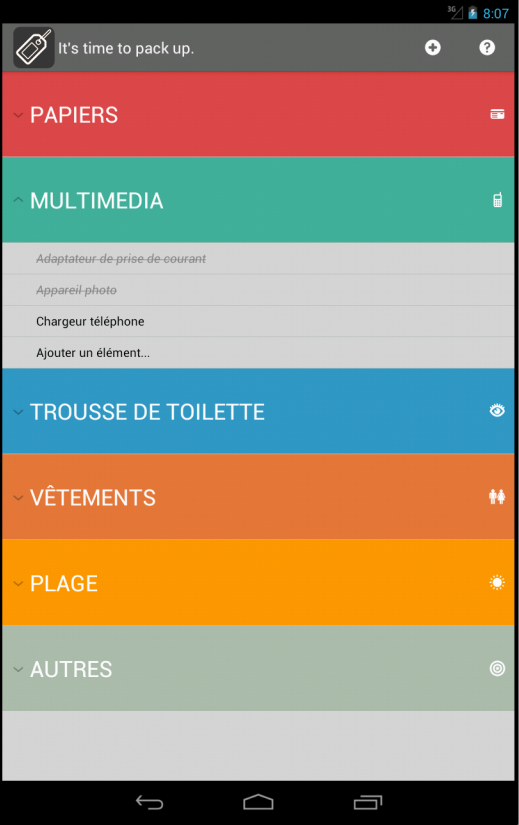 3G 8:07
It's time to pack up.
PAPIERS
MULTIMEDIA
Adaptateur de prise de courant
Appareil photo
Chargeur téléphone
Ajouter un élément...
TROUSSE DE TOILETTE
VÊTEMENTS
PLAGE
AUTRES